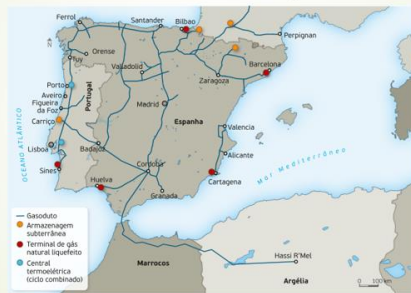 Ferrol
Santander
Bilbao
Perpignan
Orense
Tuy
Valladolid
Barcelona
Zaragoza
Porto
Portugal
Aveiro
Figueira
da Foz
Madrid
Carriço
Espanha
Valencia
OCEANO ATLÂNTICO
Lisboa
Badajoz
Alicante
Mar Mediterrâneo
Sines
Cordoba
Cartagena
Huelva
Granada
Gasoduto
Armazenagem
subterrânea
Terminal de gás
natural liquefeito
Central
termoelétrica
(ciclo combinado)
Marrocos
Hassi R'Mel
Argélia
0 100 km